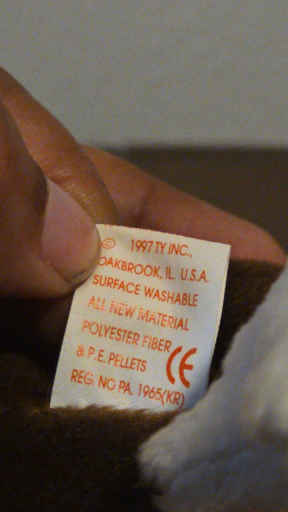 © 1997 TY INC.,
OAKBROOK, IL U.S.A.
SURFACE WASHABLE
ALL NEW MATERIAL
POLYESTER FIBER
& P.E. PELLETS CE
REG. NO PA. 1965(KR)